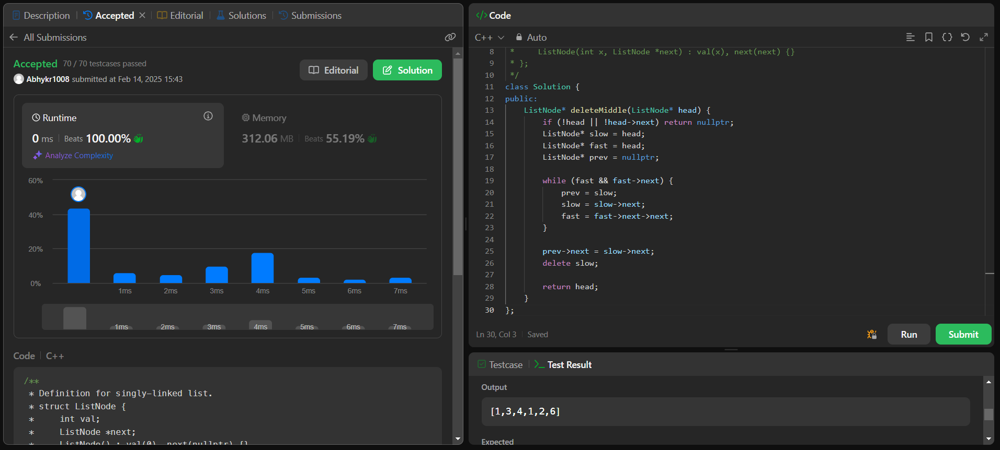 Description
Accepted
Editorial
Solutions
Submissions
All Submissions
Accepted 70 / 70 testcases passed
Abhykr1008 submitted at Feb 14, 2025 15:43
Editorial
Solution
Runtime
0 ms Beats 100.00%
Analyze Complexity
Memory
312.06 MB Beats 55.19%
60%
40%
20%
0%
1ms 2ms 3ms 4ms 5ms 6ms 7ms
1ms 2ms 3ms 4ms 5ms 6ms 7ms
Code C++
/**
* Definition for singly-linked list.
* struct ListNode {
* int val;
* ListNode *next;
* ListNode() : val(0), next(nullptr) {}
</> Code
C++ Auto
8 * ListNode(int x, ListNode *next) : val(x), next(next) {}
9 * };
10 */
11 class Solution {
12 public:
13 ListNode* deleteMiddle(ListNode* head) {
14 if (!head || !head->next) return nullptr;
15 ListNode* slow = head;
16 ListNode* fast = head;
17 ListNode* prev = nullptr;
18
19 while (fast && fast->next) {
20 prev = slow;
21 slow = slow->next;
22 fast = fast->next->next;
23 }
24
25 prev->next = slow->next;
26 delete slow;
27
28 return head;
29 }
30 };
Ln 30, Col 3 Saved
Run
Submit
Testcase
Test Result
Output
[1,3,4,1,2,6]
Expected